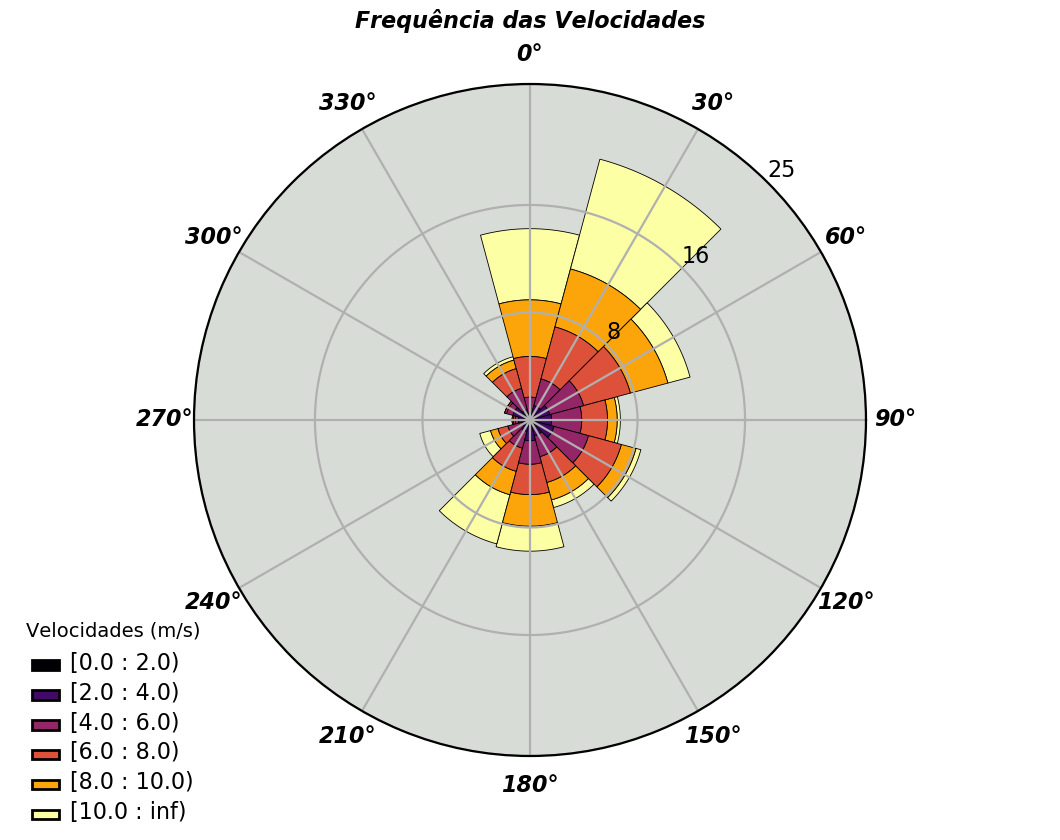 Frequência das Velocidades
0°
330°
30°
25
300°
60°
16
8
270°
90°
240°
120°
210°
150°
180°
Velocidades (m/s)
[0.0 : 2.0)
[2.0 : 4.0)
[4.0 : 6.0)
[6.0 : 8.0)
[8.0 : 10.0)
[10.0 : inf)